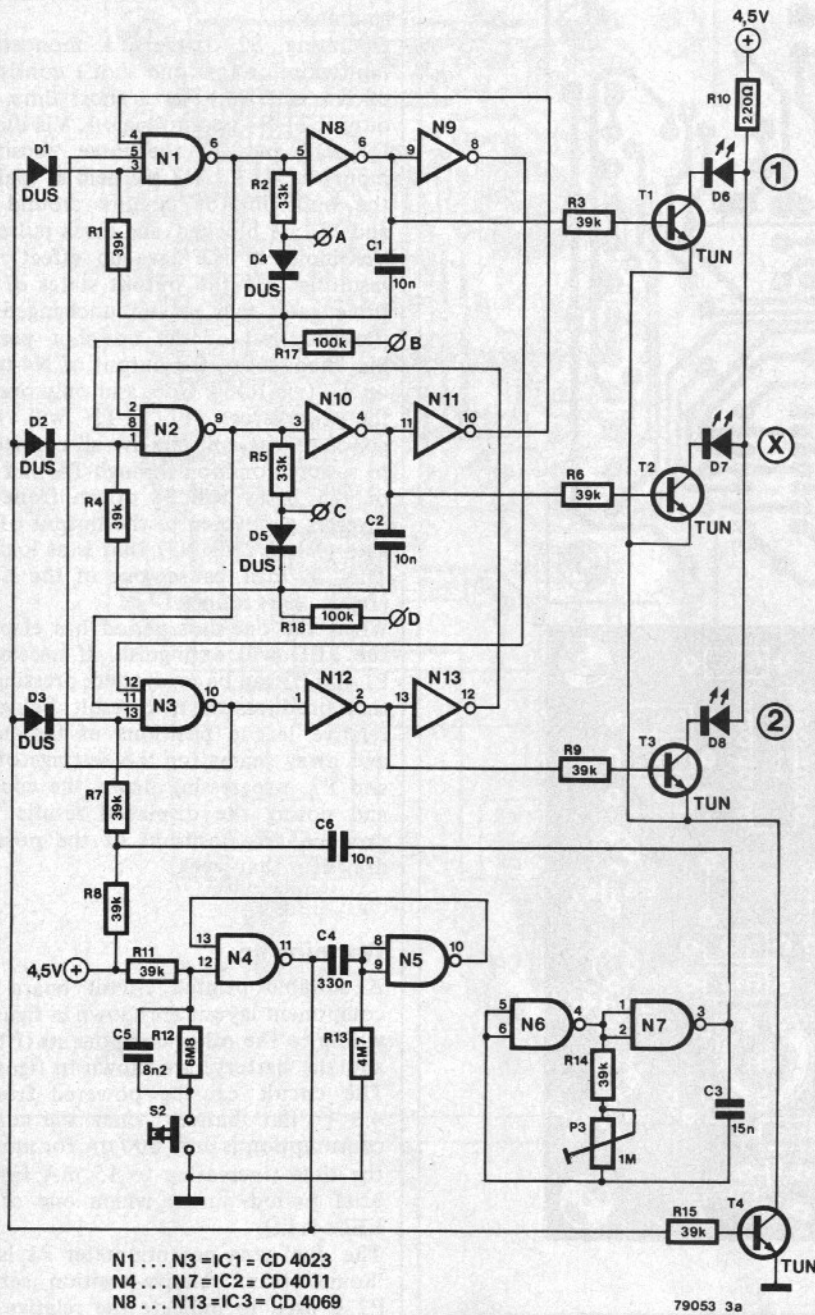 4,5V
+
R10
220Ω
D1
DUS
4
5
3
N1
6
R1
39k
R2
33k
A
D4
DUS
N8
6
9
N9
8
C1
10n
R17
100k
B
R3
39k
T1
TUN
D6
1
D2
DUS
2
8
1
N2
9
R4
39k
3
R5
33k
C
D5
DUS
N10
4
11
N11
10
C2
10n
R18
100k
D
R6
39k
T2
TUN
D7
X
D3
DUS
12
11
13
N3
10
R7
39k
1
N12
2
13
N13
12
R9
39k
T3
TUN
D8
2
C6
10n
R8
39k
4,5V
+
R11
39k
13
12
N4
11
C4
330n
8
9
N5
10
C5
8n2
R12
6M8
S2
R13
4M7
5
6
N6
4
1
2
N7
3
R14
39k
P3
1M
C3
15n
R15
39k
T4
TUN
N1 . . . N3 = IC1 = CD 4023
N4 . . . N7 = IC2 = CD 4011
N8 . . . N13 = IC3 = CD 4069
79053 3a